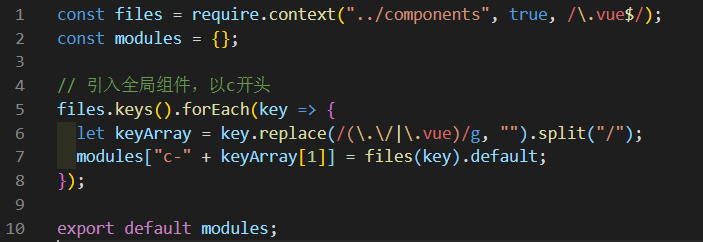 1 const files = require.context("../components", true, /\.vue$/);
2 const modules = {};
3
4 // 引入全局组件，以c开头
5 files.keys().forEach(key => {
6   let keyArray = key.replace(/(\.\/|\.vue)/g, "").split("/");
7   modules["c-" + keyArray[1]] = files(key).default;
8 });
9
10 export default modules;